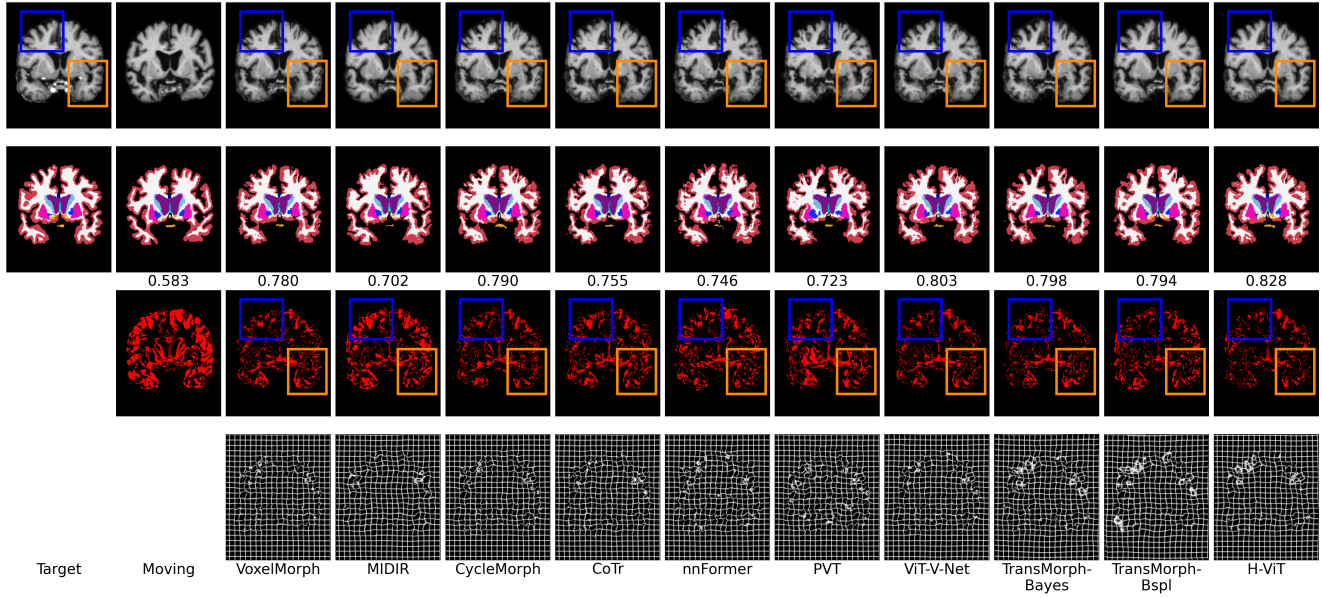 0.583 0.780 0.702 0.790 0.755 0.746 0.723 0.803 0.798 0.794 0.828
Target Moving VoxelMorph MIDIR CycleMorph CoTr nnFormer PVT ViT-V-Net TransMorph- TransMorph- H-ViT
Bayes Bspl